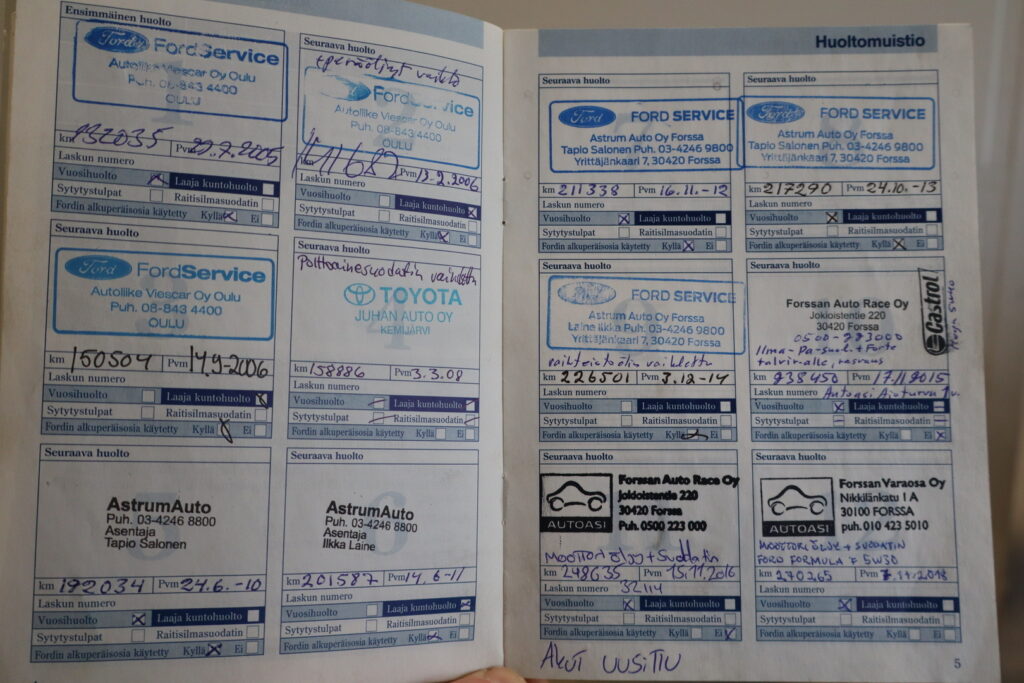 Ensimmäinen huolto
Ford FordService
Autoliike Viescar Oy Oulu
Puh. 08-843 4400
OULU
km 132035 Pvm 29.7.2005
Laskun numero
Vuosihuolto Laaja kuntohuolto
Sytytystulpat Raitisilmasuodatin
Fordin alkuperäisosia käytetty Kyllä Ei
Seuraava huolto
vaihto
FordService
Autoliike Viescar Oy Oulu
Puh. 08-843 4400
OULU
km 141682 Pvm 13.2.2006
Laskun numero
Vuosihuolto Laaja kuntohuolto
Sytytystulpat Raitisilmasuodatin
Fordin alkuperäisosia käytetty Kyllä Ei
Seuraava huolto
Ford FordService
Autoliike Viescar Oy Oulu
Puh. 08-843 4400
OULU
km 150504 Pvm 14.9-2006
Laskun numero
Vuosihuolto Laaja kuntohuolto
Sytytystulpat Raitisilmasuodatin
Fordin alkuperäisosia käytetty Kyllä Ei
Seuraava huolto
Polttoainesuodatin vaihdettu
TOYOTA
JUHAN AUTO OY
KEMIJÄRVI
km 158886 Pvm 3.3.08
Laskun numero
Vuosihuolto Laaja kuntohuolto
Sytytystulpat Raitisilmasuodatin
Fordin alkuperäisosia käytetty Kyllä Ei
Seuraava huolto
AstrumAuto
Puh. 03-4246 8800
Asentaja
Tapio Salonen
km 192034 Pvm 24.6.-10
Laskun numero
Vuosihuolto Laaja kuntohuolto
Sytytystulpat Raitisilmasuodatin
Fordin alkuperäisosia käytetty Kyllä Ei
Seuraava huolto
AstrumAuto
Puh. 03-4246 8800
Asentaja
Ilkka Laine
km 201587 Pvm 14.6-11
Laskun numero
Vuosihuolto Laaja kuntohuolto
Sytytystulpat Raitisilmasuodatin
Fordin alkuperäisosia käytetty Kyllä Ei
Huoltomuistio
Seuraava huolto
Ford FORD SERVICE
Astrum Auto Oy Forssa
Tapio Salonen Puh. 03-4246 9800
Yrittäjänkaari 7, 30420 Forssa
km 211338 Pvm 16.11.-12
Laskun numero
Vuosihuolto Laaja kuntohuolto
Sytytystulpat Raitisilmasuodatin
Fordin alkuperäisosia käytetty Kyllä Ei
Seuraava huolto
Ford FORD SERVICE
Astrum Auto Oy Forssa
Tapio Salonen Puh. 03-4246 9800
Yrittäjänkaari 7, 30420 Forssa
km 217290 Pvm 24.10.-13
Laskun numero
Vuosihuolto Laaja kuntohuolto
Sytytystulpat Raitisilmasuodatin
Fordin alkuperäisosia käytetty Kyllä Ei
Seuraava huolto
FORD SERVICE
Astrum Auto Oy Forssa
Laine Ilkka Puh. 03-4246 9800
Yrittäjänkaari 7, 30420 Forssa
vaihteistoöljy vaihdettu
km 226501 Pvm 3.12-14
Laskun numero
Vuosihuolto Laaja kuntohuolto
Sytytystulpat Raitisilmasuodatin
Fordin alkuperäisosia käytetty Kyllä Ei
Seuraava huolto
Forssan Auto Race Oy
Jokioistentie 220
30420 Forssa
Castrol
5W40
0500-223000
km 238450 Pvm 17.11.2015
Laskun numero Autoasi
Vuosihuolto Laaja kuntohuolto
Sytytystulpat Raitisilmasuodatin
Fordin alkuperäisosia käytetty Kyllä Ei
Seuraava huolto
AUTOASI
Forssan Auto Race Oy
Jokioistentie 220
30420 Forssa
Puh. 0500 223 000
Moottoriöljy + Suodatin
km 248635 Pvm 15.11.2016
Laskun numero 32114
Vuosihuolto Laaja kuntohuolto
Sytytystulpat Raitisilmasuodatin
Fordin alkuperäisosia käytetty Kyllä Ei
Seuraava huolto
AUTOASI
Forssan Varaosa Oy
Nikkilänkatu 1 A
30100 FORSSA
puh. 010 423 5010
MOOTTORIÖLJY + SUODATIN
FORD FORMULA F 5W30
km 270265 Pvm 7.11.2018
Laskun numero
Vuosihuolto Laaja kuntohuolto
Sytytystulpat Raitisilmasuodatin
Fordin alkuperäisosia käytetty Kyllä Ei
AKUT UUSITTU
5